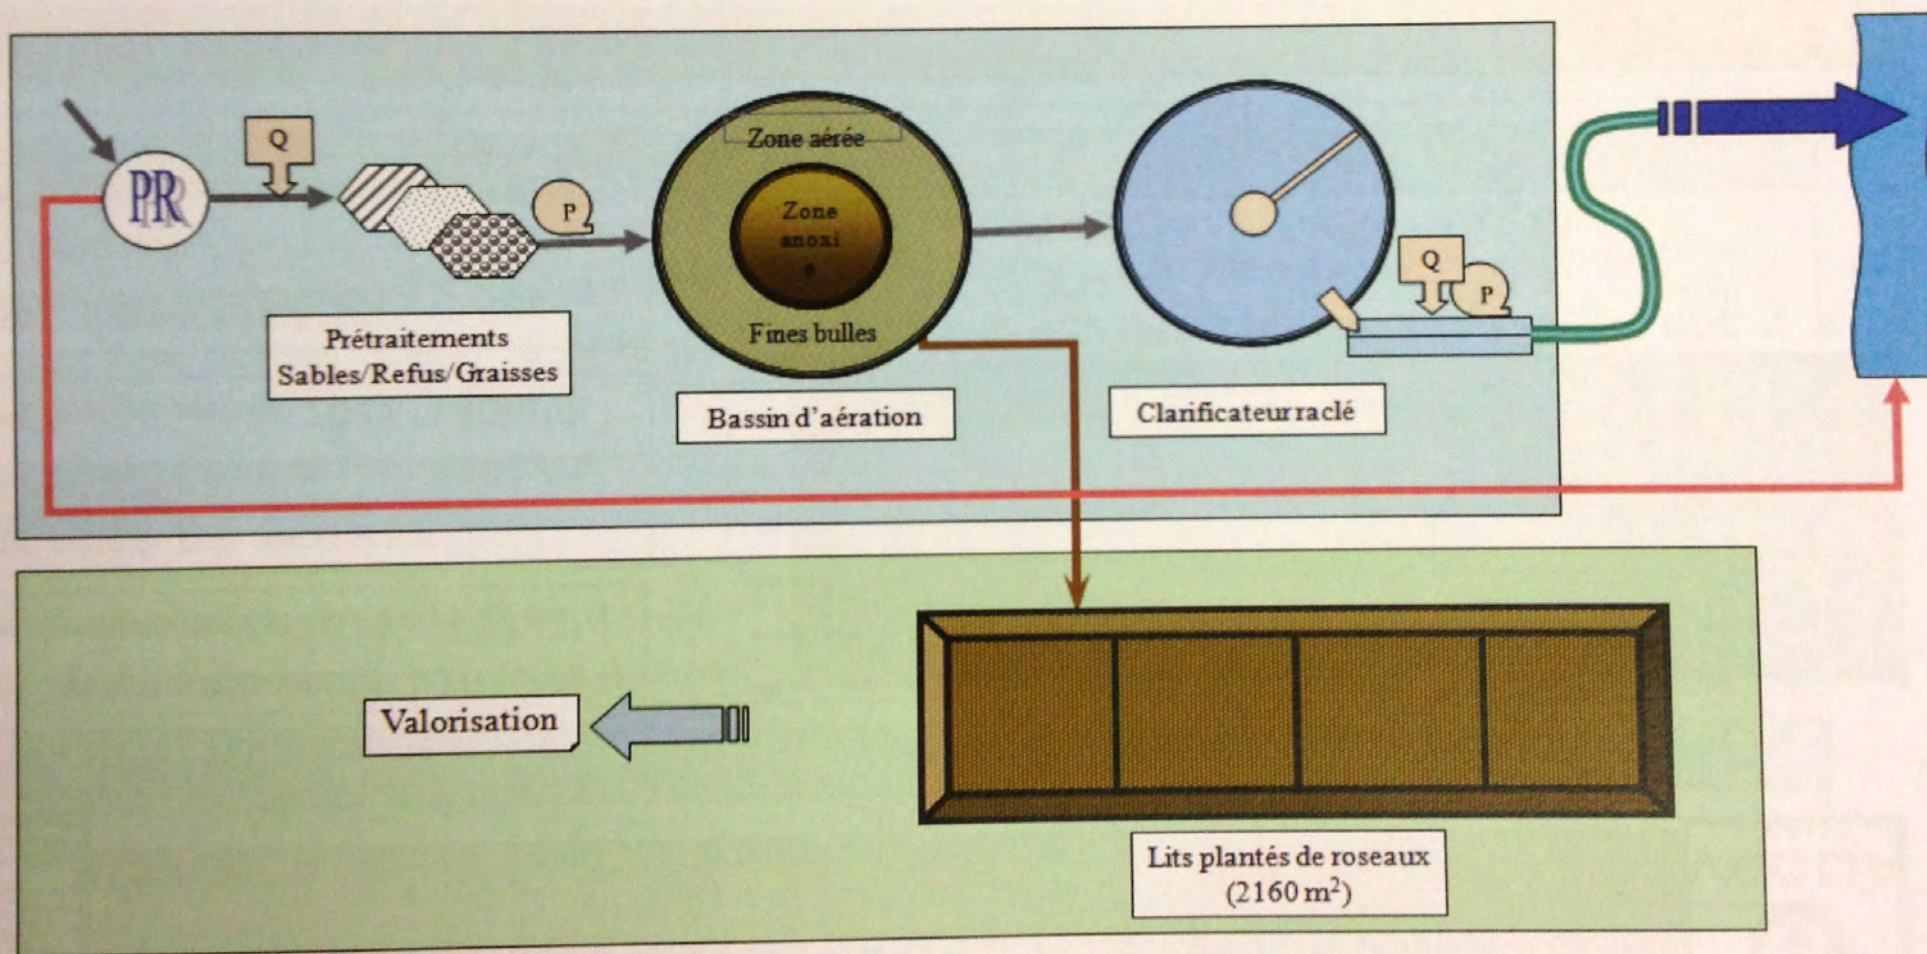 PR
Q
P
Zone aérée
Zone
anoxi
e
Fines bulles
Prétraitements
Sables/Refus/Graisses
Bassin d'aération
Q
P
Clarificateur raclé
Valorisation
Lits plantés de roseaux
(2160 m²)